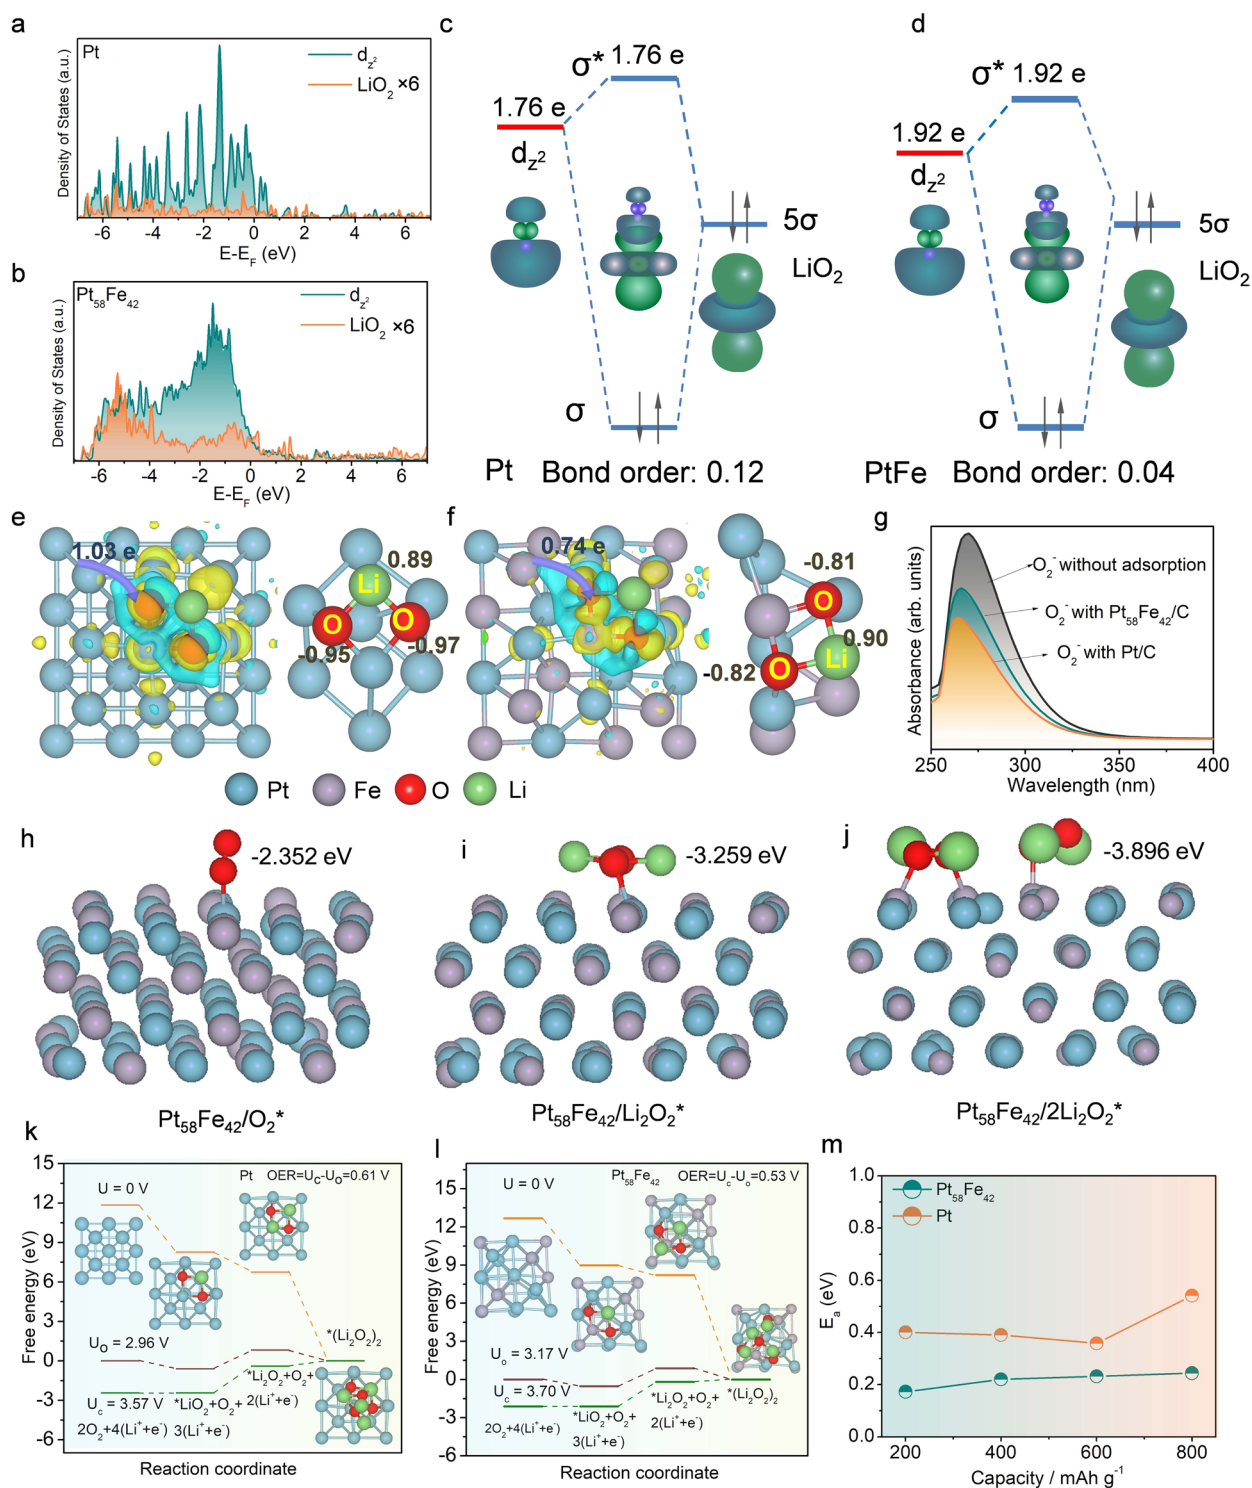 a
Pt
d_z²
LiO₂ ×6
Density of States (a.u.)
-6 -4 -2 0 2 4 6
E-E_F (eV)
b
Pt₅₈Fe₄₂
d_z²
LiO₂ ×6
Density of States (a.u.)
-6 -4 -2 0 2 4 6
E-E_F (eV)
c
σ* 1.76 e
1.76 e
d_z²
5σ
LiO₂
σ
Pt Bond order: 0.12
d
σ* 1.92 e
1.92 e
d_z²
5σ
LiO₂
σ
PtFe Bond order: 0.04
e
1.03 e
0.89
Li
O O
-0.95 -0.97
f
0.74 e
-0.81
O
0.90
Li
-0.82 O
Pt Fe O Li
g
O₂⁻ without adsorption
O₂⁻ with Pt₅₈Fe₄₂/C
O₂⁻ with Pt/C
Absorbance (arb. units)
250 300 350 400
Wavelength (nm)
h
-2.352 eV
Pt₅₈Fe₄₂/O₂*
i
-3.259 eV
Pt₅₈Fe₄₂/Li₂O₂*
j
-3.896 eV
Pt₅₈Fe₄₂/2Li₂O₂*
k
15
12
9
6
3
0
-3
-6
Free energy (eV)
Pt OER=U_c-U_o=0.61 V
U = 0 V
U_o = 2.96 V
U_c = 3.57 V
2O₂+4(Li⁺+e⁻)
*LiO₂+O₂+
3(Li⁺+e⁻)
*Li₂O₂+O₂+
2(Li⁺+e⁻)
*(Li₂O₂)₂
Reaction coordinate
l
15
12
9
6
3
0
-3
-6
Free energy (eV)
Pt₅₈Fe₄₂ OER=U_c-U_o=0.53 V
U = 0 V
U_o = 3.17 V
U_c = 3.70 V
2O₂+4(Li⁺+e⁻)
*LiO₂+O₂+
3(Li⁺+e⁻)
*Li₂O₂+O₂+
2(Li⁺+e⁻)
*(Li₂O₂)₂
Reaction coordinate
m
Pt₅₈Fe₄₂
Pt
1.0
0.8
0.6
0.4
0.2
0.0
E_a (eV)
200 400 600 800
Capacity / mAh g⁻¹